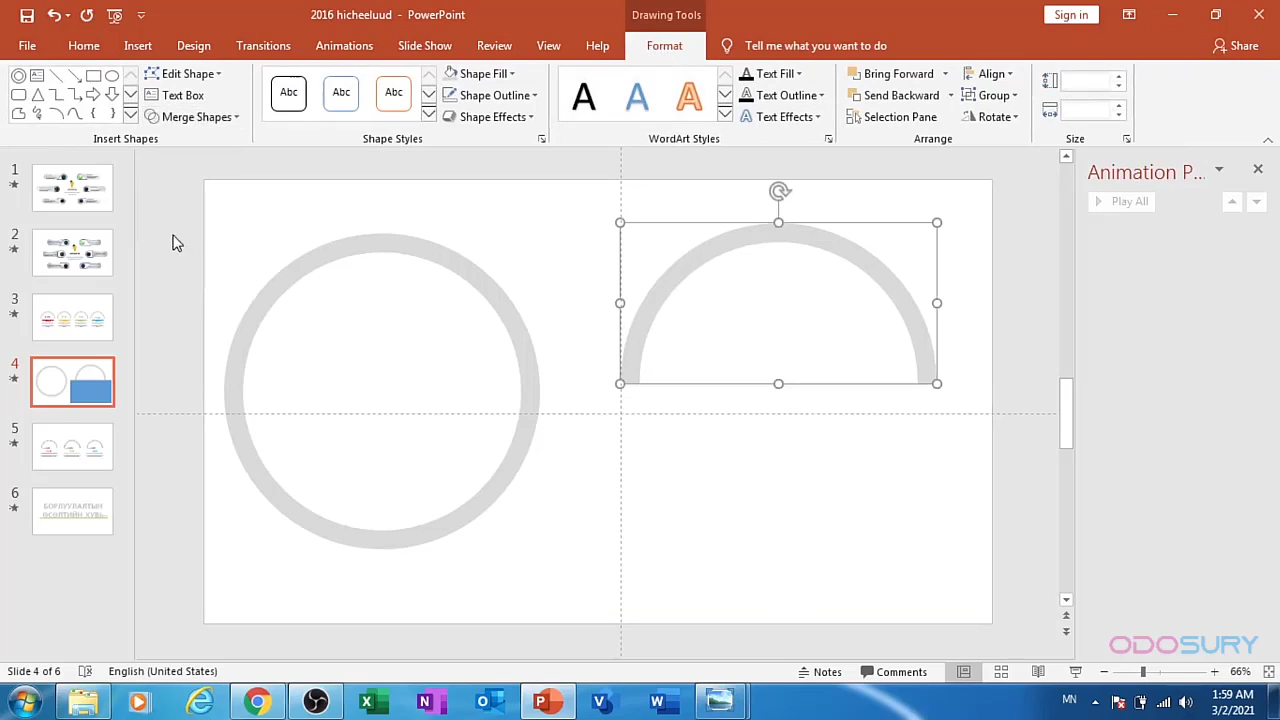 2016 hicheeluud - PowerPoint
Drawing Tools
Sign in
File
Home
Insert
Design
Transitions
Animations
Slide Show
Review
View
Help
Format
Tell me what you want to do
Share
Edit Shape
Text Box
Merge Shapes
Insert Shapes
Abc
Abc
Abc
Shape Fill
Shape Outline
Shape Effects
Shape Styles
A
A
A
Text Fill
Text Outline
Text Effects
WordArt Styles
Bring Forward
Send Backward
Selection Pane
Align
Group
Rotate
Arrange
Size
1
2
3
4
5
6
БОРЛУУЛАЛТЫН
ӨСӨЛТИЙН ХУВЬ
Animation P...
Play All
ODOSURY
Slide 4 of 6
English (United States)
Notes
Comments
66%
MN
1:59 AM
3/2/2021